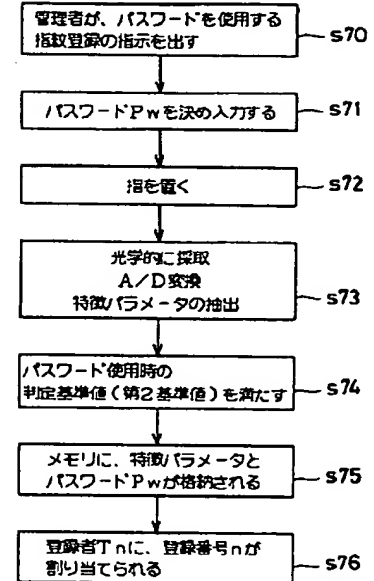 管理者が、パスワードを使用する
指紋登録の指示を出す
s70
パスワードPwを決め入力する
s71
指を置く
s72
光学的に採取
A/D変換
特徴パラメータの抽出
s73
パスワード使用時の
判定基準値(第2基準値)を満たす
s74
メモリに、特徴パラメータと
パスワードPwが格納される
s75
登録者Tnに、登録番号nが
割り当てられる
s76